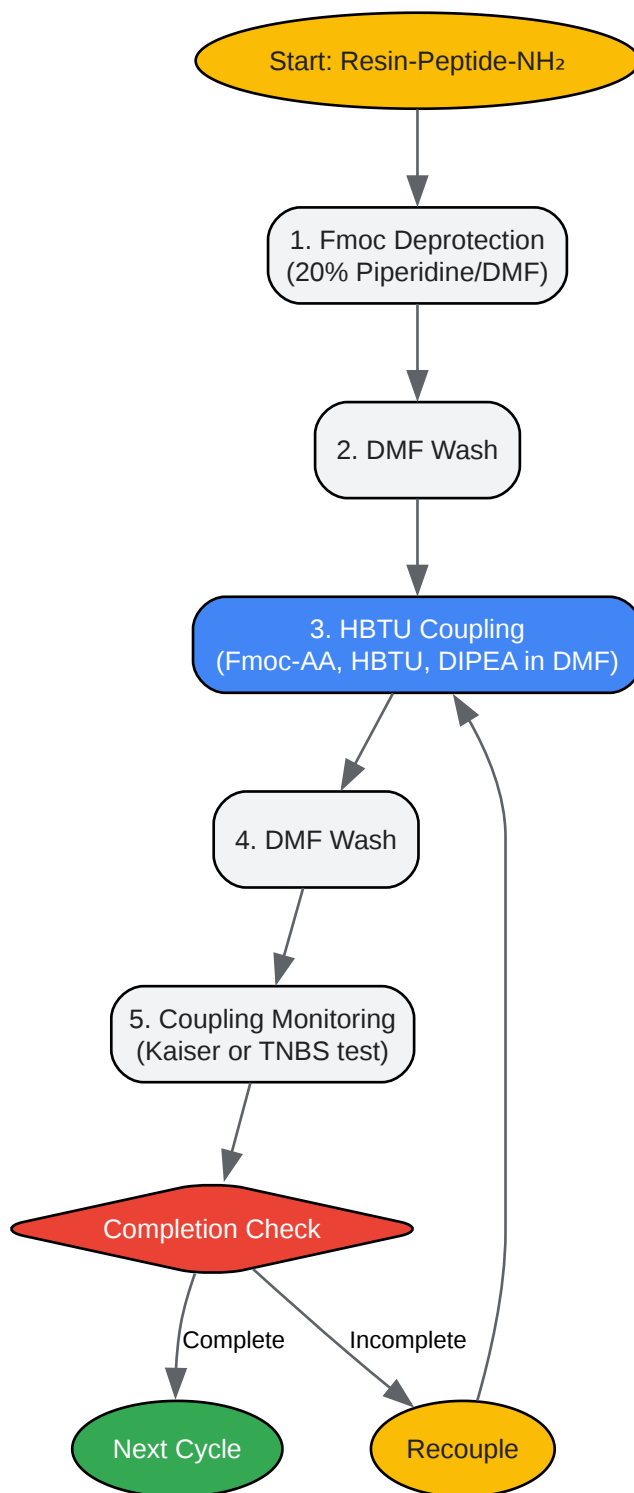 Start: Resin-Peptide-NH₂
1. Fmoc Deprotection
(20% Piperidine/DMF)
2. DMF Wash
3. HBTU Coupling
(Fmoc-AA, HBTU, DIPEA in DMF)
4. DMF Wash
5. Coupling Monitoring
(Kaiser or TNBS test)
Completion Check
Complete
Incomplete
Next Cycle
Recouple